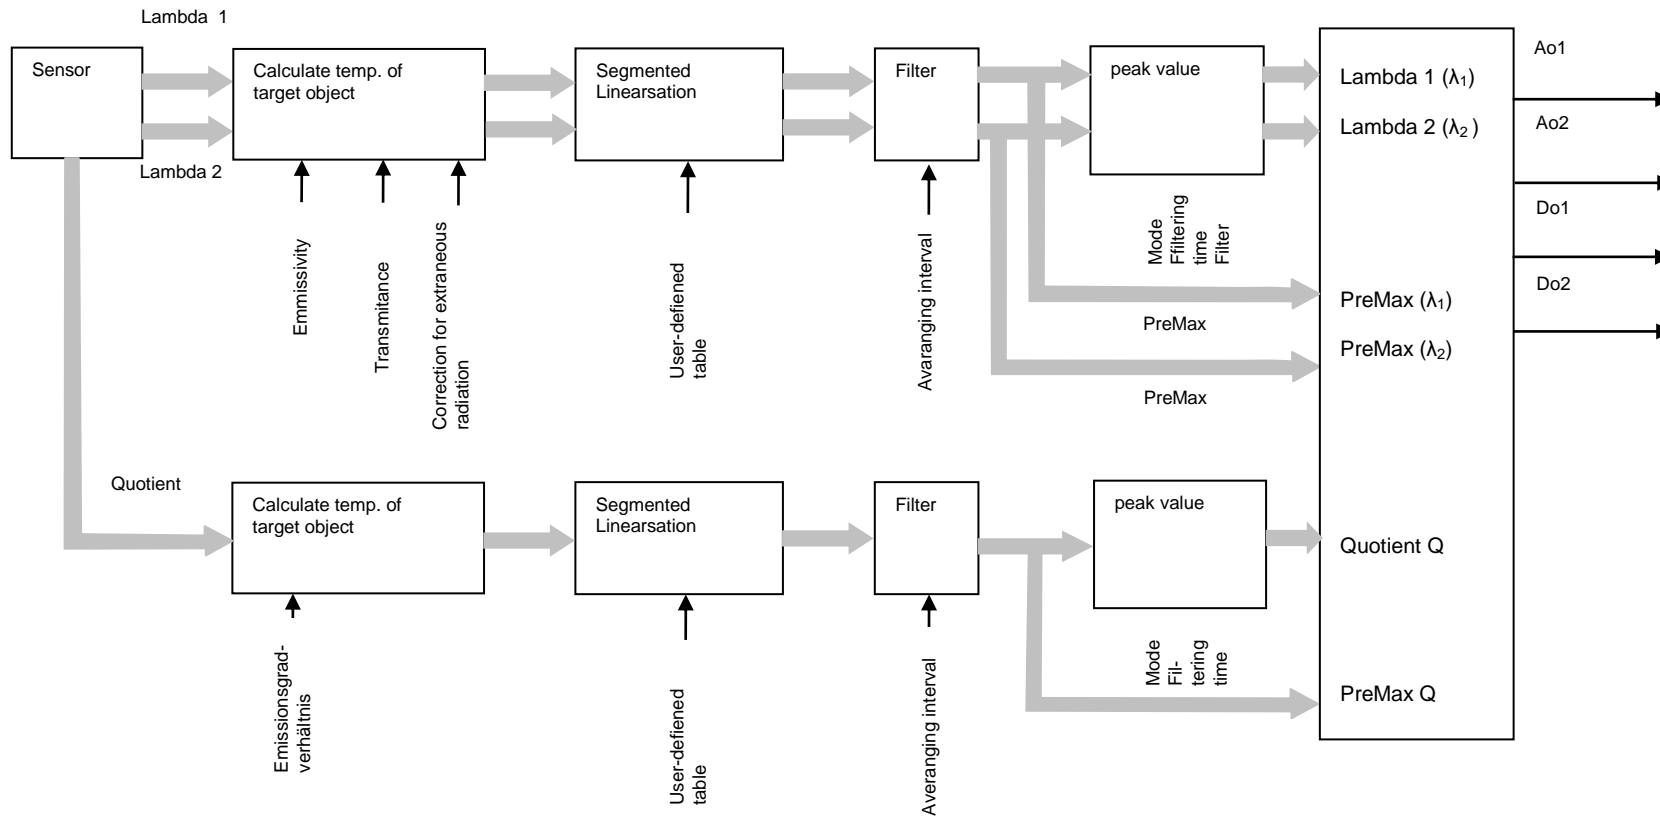 Lambda 1
Sensor
Lambda 2
Calculate temp. of
target object
Segmented
Linearsation
Filter
peak value
Lambda 1 (λ1)
Lambda 2 (λ2 )
PreMax (λ1)
PreMax (λ2)
Quotient Q
PreMax Q
Ao1
Ao2
Do1
Do2
Emmissivity
Transmitance
Correction for extraneous
radiation
User-defiened
table
Avaranging interval
Mode
Ffiltering
time
Filter
PreMax
PreMax
Quotient
Calculate temp. of
target object
Segmented
Linearsation
Filter
peak value
Emissionsgrad-
verhältnis
User-defiened
table
Averanging interval
Mode
Fil-
tering
time